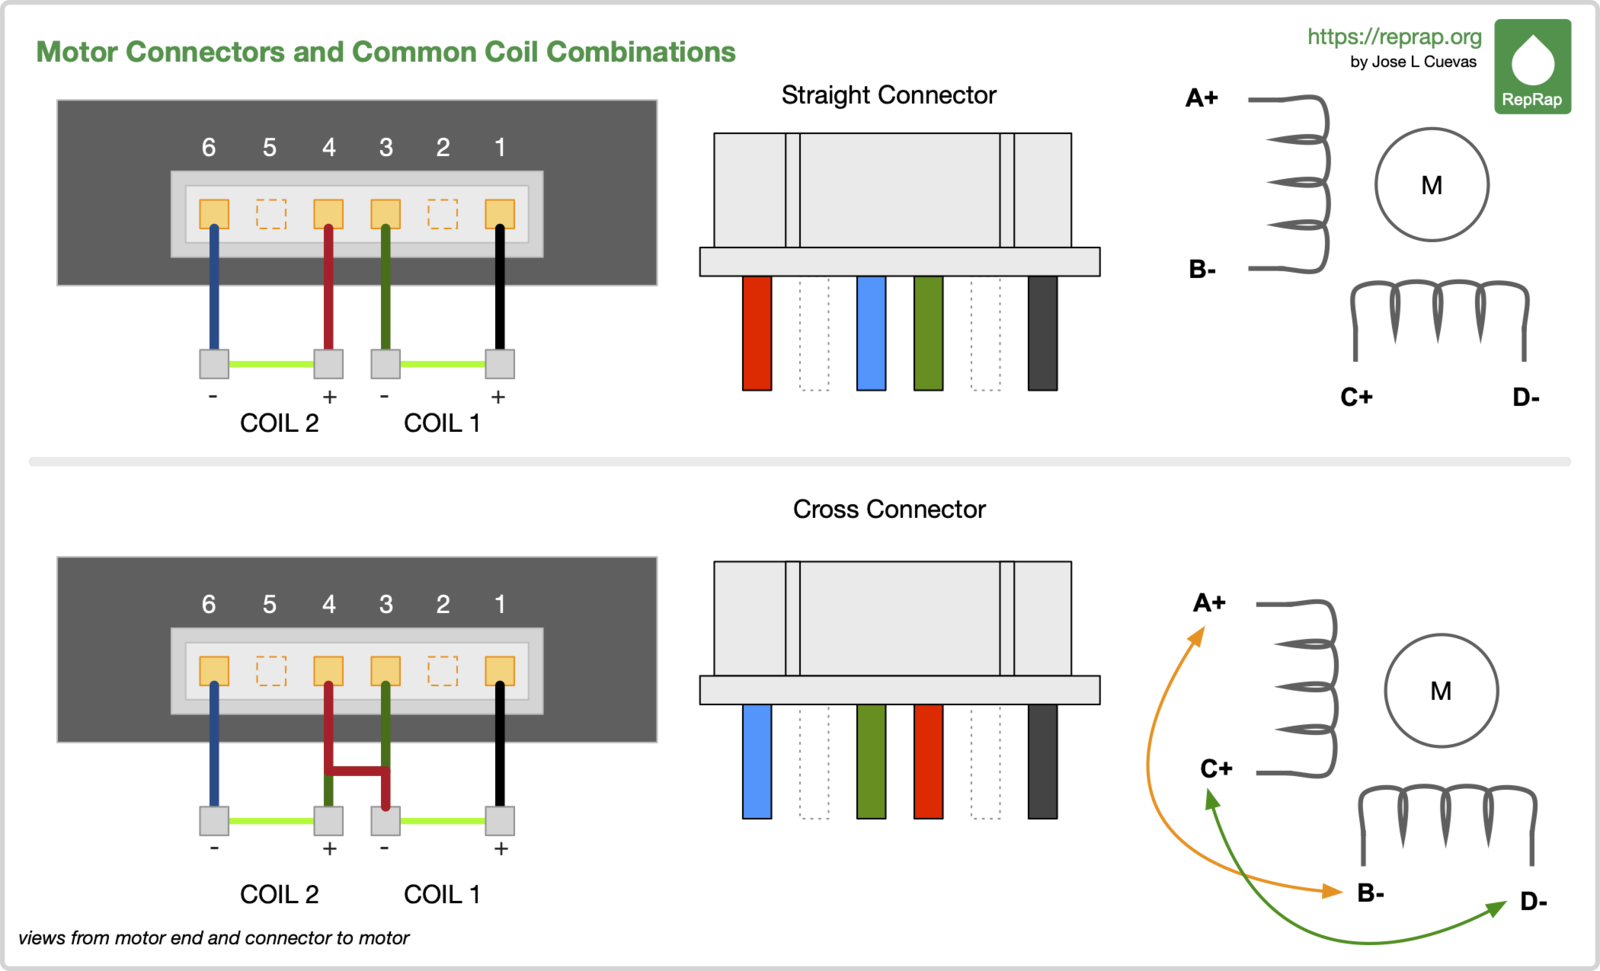 Motor Connectors and Common Coil Combinations
https://reprap.org
by Jose L Cuevas
RepRap
6 5 4 3 2 1
- + - +
COIL 2 COIL 1
Straight Connector
A+
B-
M
C+ D-
Cross Connector
6 5 4 3 2 1
- + - +
COIL 2 COIL 1
A+
C+
M
B-
D-
views from motor end and connector to motor